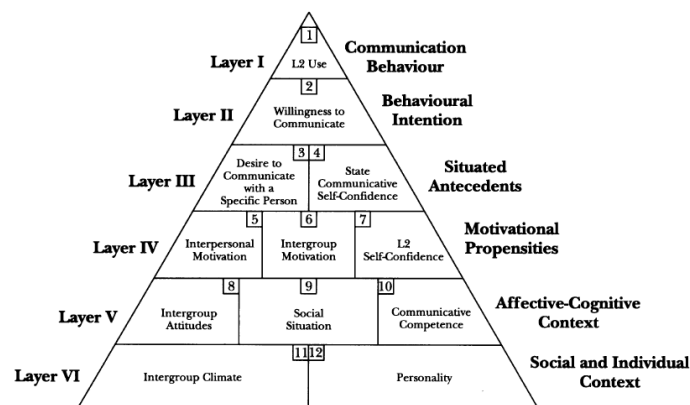 1
Layer I
L2 Use
Communication
Behaviour
2
Layer II
Willingness to
Communicate
Behavioural
Intention
3 4
Layer III
Desire to
Communicate
with a
Specific Person
State
Communicative
Self-Confidence
Situated
Antecedents
5 6 7
Layer IV
Interpersonal
Motivation
Intergroup
Motivation
L2
Self-Confidence
Motivational
Propensities
8 9 10
Layer V
Intergroup
Attitudes
Social
Situation
Communicative
Competence
Affective-Cognitive
Context
11 12
Layer VI
Intergroup Climate
Personality
Social and Individual
Context